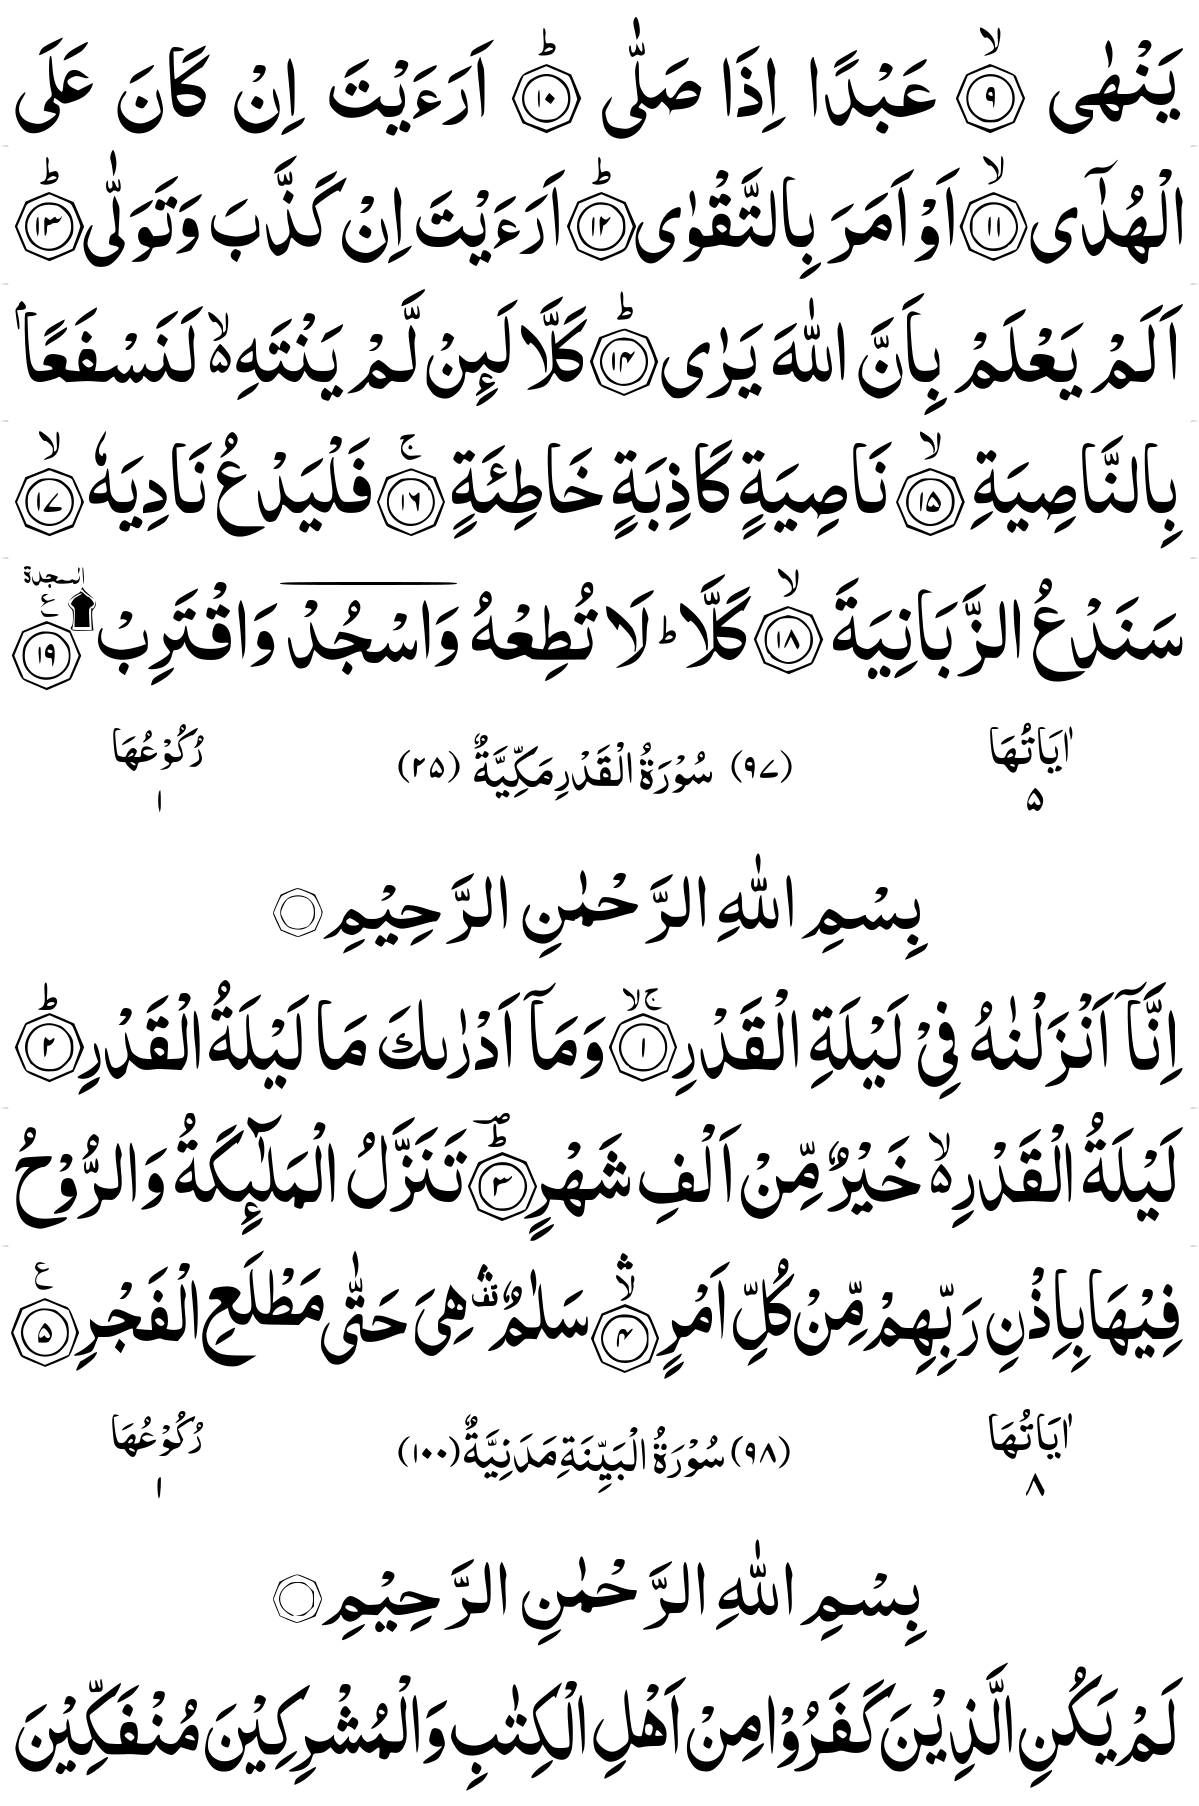 يَنْهٰى ۙ﴿۹﴾ عَبْدًا اِذَا صَلّٰى ؕ﴿۱۰﴾ اَرَءَيْتَ اِنْ كَانَ عَلَى
الْهُدٰٓى ۙ﴿۱۱﴾ اَوْ اَمَرَ بِالتَّقْوٰى ؕ﴿۱۲﴾ اَرَءَيْتَ اِنْ كَذَّبَ وَتَوَلّٰى ؕ﴿۱۳﴾
اَلَمْ يَعْلَمْ بِاَنَّ اللّٰهَ يَرٰى ؕ﴿۱۴﴾ كَلَّا لَىِٕنْ لَّمْ يَنْتَهِ ۙ۬ لَنَسْفَعًۢا
بِالنَّاصِيَةِ ۙ﴿۱۵﴾ نَاصِيَةٍ كَاذِبَةٍ خَاطِئَةٍ ۚ﴿۱۶﴾ فَلْيَدْعُ نَادِيَهٗ ۙ﴿۱۷﴾
سَنَدْعُ الزَّبَانِيَةَ ۙ﴿۱۸﴾ كَلَّا ؕ لَا تُطِعْهُ وَاسْجُدْ وَاقْتَرِبْ ۩ السجدة ع ﴿۱۹﴾
اٰيَاتُهَا ۵ (۹۷) سُوْرَةُ الْقَدْرِ مَكِّيَّةٌ (۲۵) رُكُوْعُهَا ۱
بِسْمِ اللّٰهِ الرَّحْمٰنِ الرَّحِيْمِ ۝
اِنَّآ اَنْزَلْنٰهُ فِىْ لَيْلَةِ الْقَدْرِ ۚۙ﴿۱﴾ وَمَآ اَدْرٰىكَ مَا لَيْلَةُ الْقَدْرِ ؕ﴿۲﴾
لَيْلَةُ الْقَدْرِ ۙ۬ خَيْرٌ مِّنْ اَلْفِ شَهْرٍ ؕؔ﴿۳﴾ تَنَزَّلُ الْمَلٰٓىِٕكَةُ وَالرُّوْحُ
فِيْهَا بِاِذْنِ رَبِّهِمْ مِّنْ كُلِّ اَمْرٍ ۙۛ﴿۴﴾ سَلٰمٌ ۛقف هِىَ حَتّٰى مَطْلَعِ الْفَجْرِ ع ﴿۵﴾
اٰيَاتُهَا ۸ (۹۸) سُوْرَةُ الْبَيِّنَةِ مَدَنِيَّةٌ (۱۰۰) رُكُوْعُهَا ۱
بِسْمِ اللّٰهِ الرَّحْمٰنِ الرَّحِيْمِ ۝
لَمْ يَكُنِ الَّذِيْنَ كَفَرُوْا مِنْ اَهْلِ الْكِتٰبِ وَالْمُشْرِكِيْنَ مُنْفَكِّيْنَ